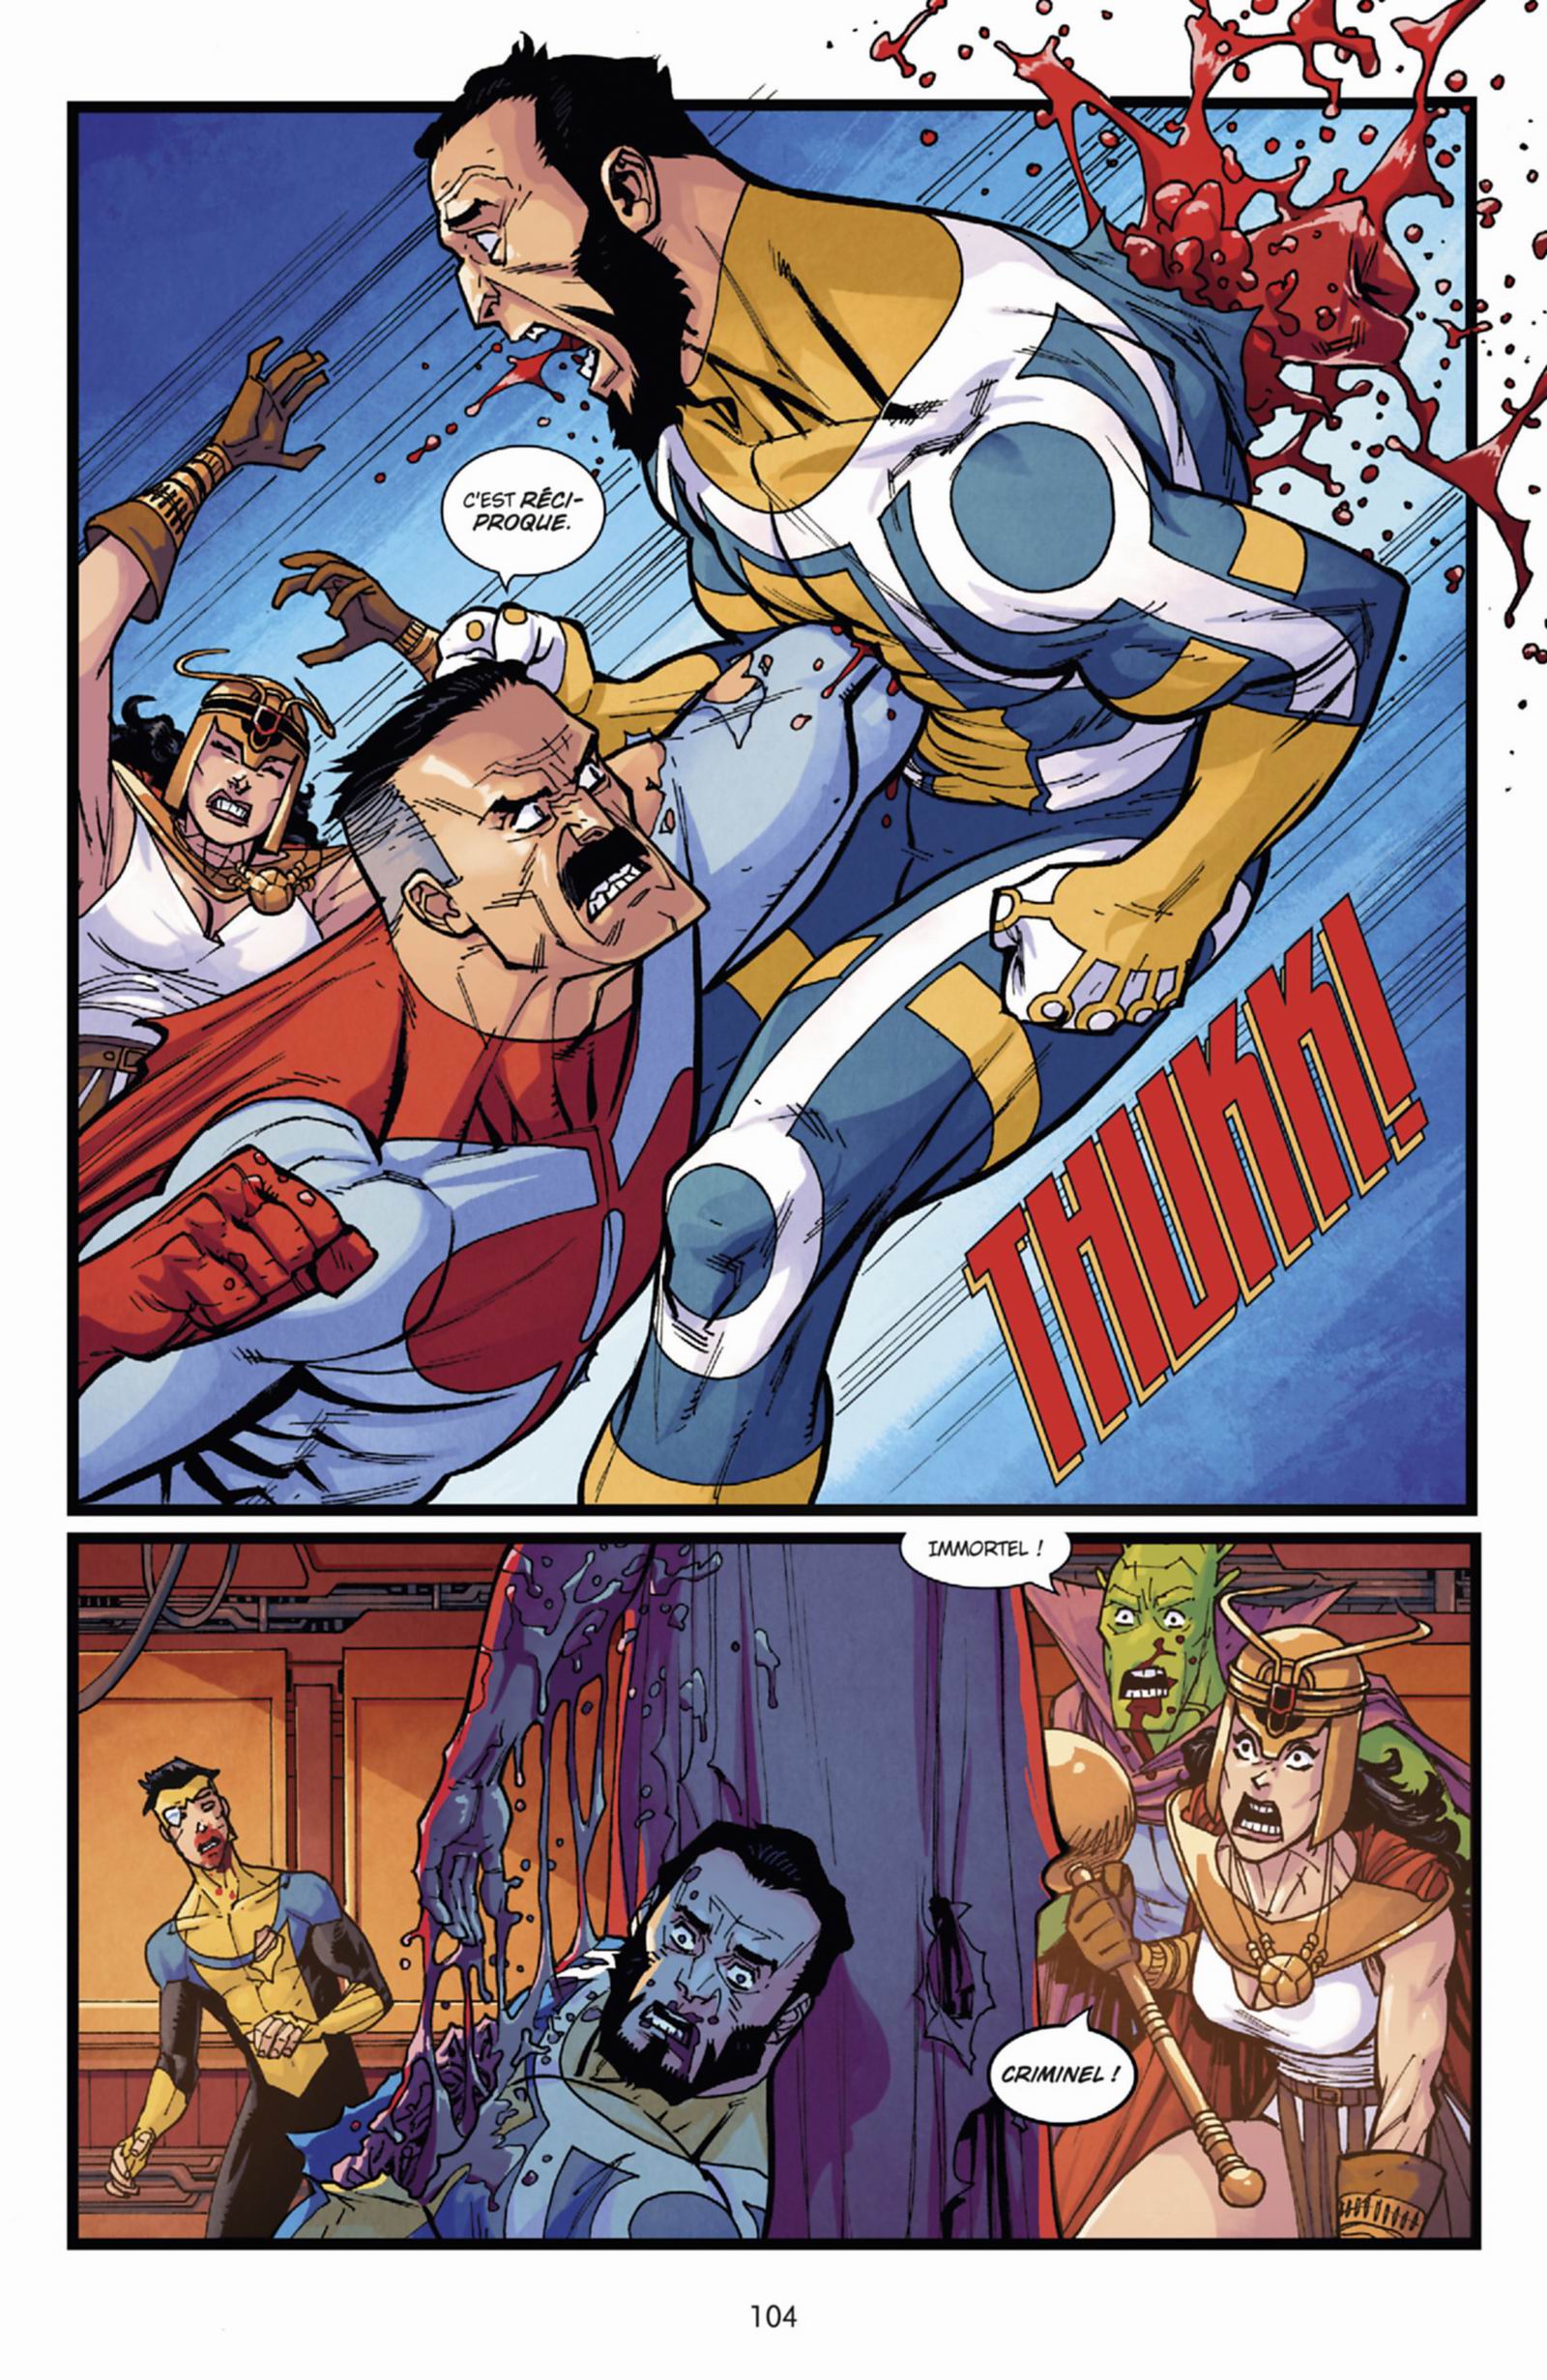 C'EST RÉCI-
PROQUE.
THUKK!
IMMORTEL !
CRIMINEL !
104